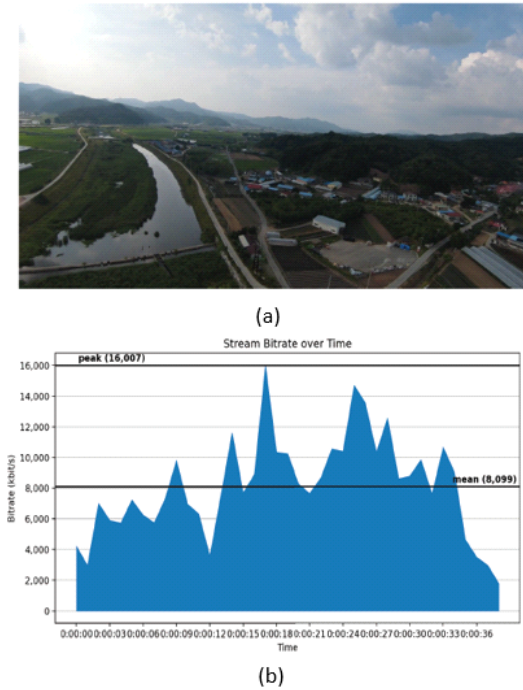 (a)
Stream Bitrate over Time
peak (16,007)
16,000
14,000
12,000
10,000
8,000
mean (8,099)
6,000
4,000
2,000
0
Bitrate (kbit/s)
0:00:00 0:00:03 0:00:06 0:00:09 0:00:12 0:00:15 0:00:18 0:00:21 0:00:24 0:00:27 0:00:30 0:00:33 0:00:36
Time
(b)